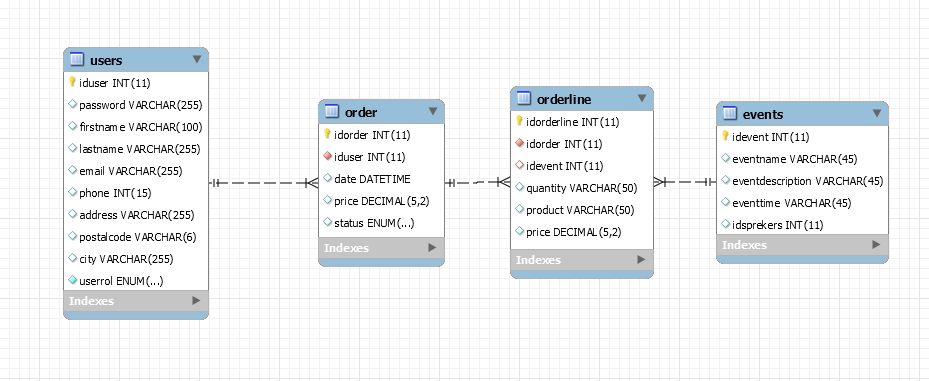 users
iduser INT(11)
password VARCHAR(255)
firstname VARCHAR(100)
lastname VARCHAR(255)
email VARCHAR(255)
phone INT(15)
address VARCHAR(255)
postalcode VARCHAR(6)
city VARCHAR(255)
userrol ENUM(...)
Indexes
order
idorder INT(11)
iduser INT(11)
date DATETIME
price DECIMAL(5,2)
status ENUM(...)
Indexes
orderline
idorderline INT(11)
idorder INT(11)
idevent INT(11)
quantity VARCHAR(50)
product VARCHAR(50)
price DECIMAL(5,2)
Indexes
events
idevent INT(11)
eventname VARCHAR(45)
eventdescription VARCHAR(45)
eventtime VARCHAR(45)
idsprekers INT(11)
Indexes